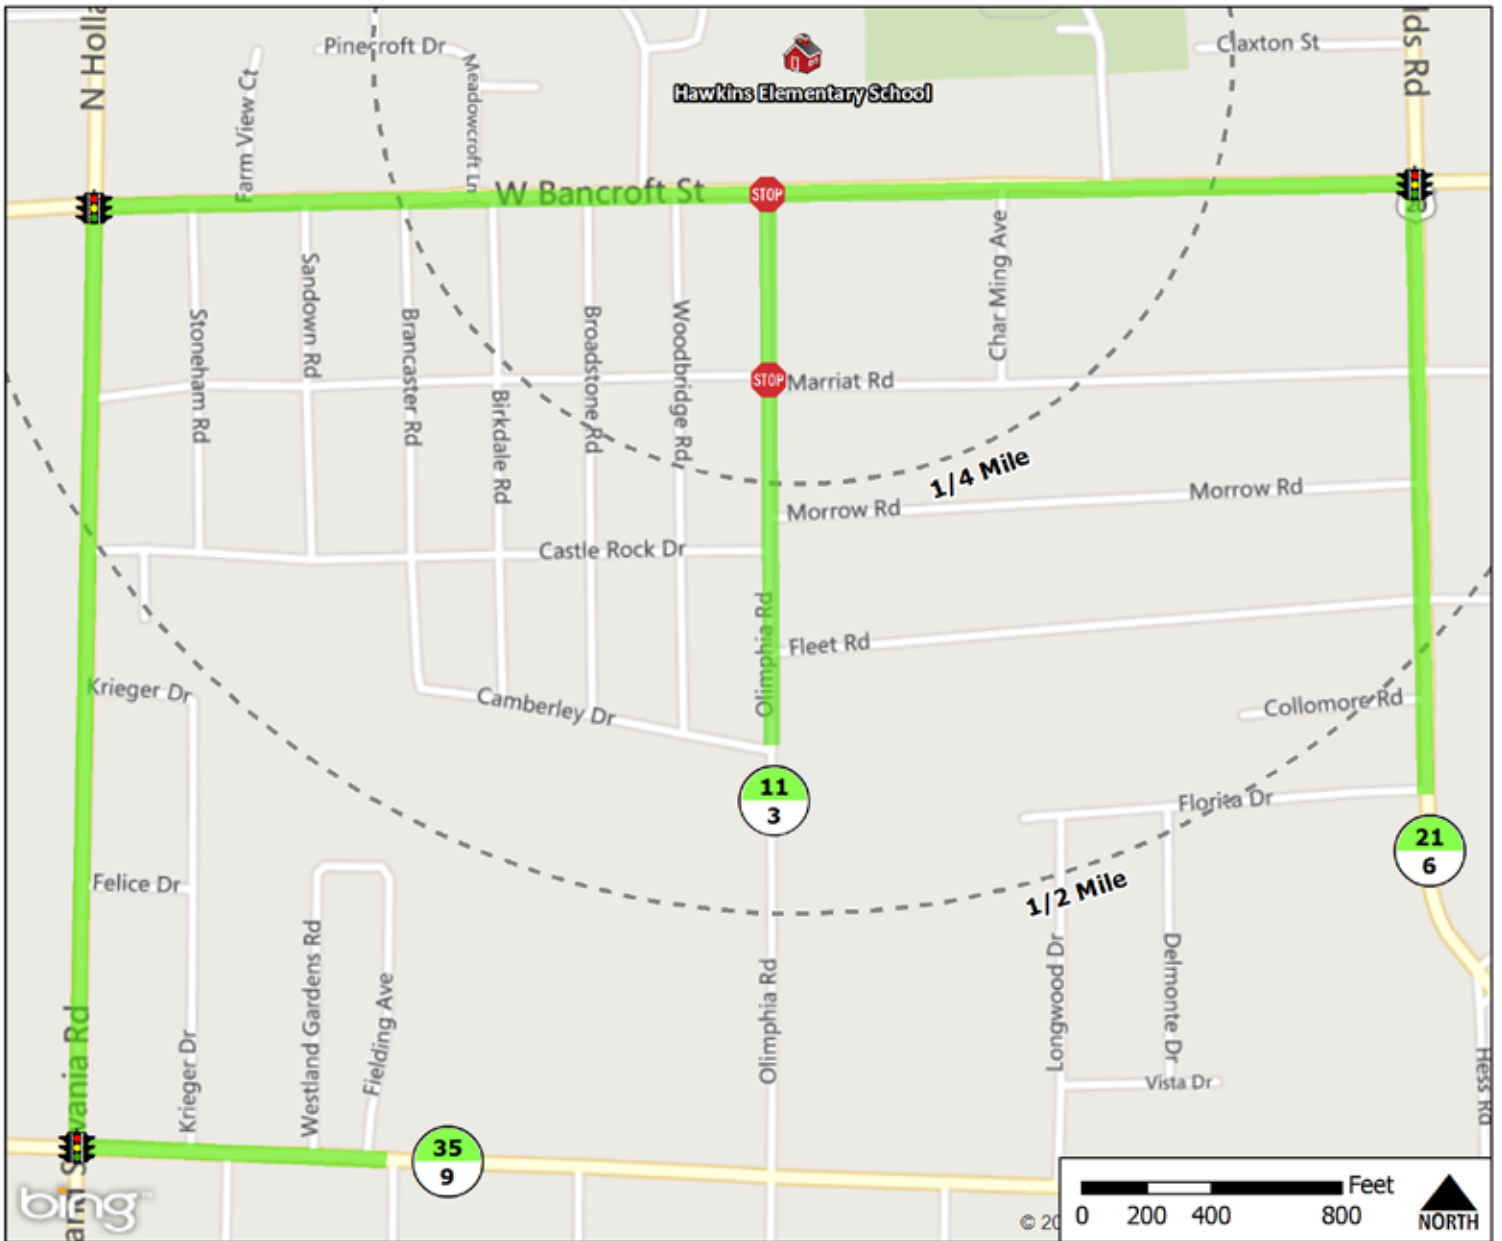 N Holla
Pinecroft Dr
Farm View Ct
Meadowcroft Ln
Hawkins Elementary School
Claxton St
lds Rd
W Bancroft St
STOP
20
Stoneham Rd
Sandown Rd
Brancaster Rd
Birkdale Rd
Broadstone Rd
Woodbridge Rd
Char Ming Ave
STOP
Marriat Rd
1/4 Mile
Morrow Rd
Morrow Rd
Castle Rock Dr
Olimphia Rd
Fleet Rd
Krieger Dr
Camberley Dr
Collomore Rd
11
3
Florita Dr
21
6
Felice Dr
1/2 Mile
Westland Gardens Rd
Fielding Ave
Olimphia Rd
Longwood Dr
Delmonte Dr
Krieger Dr
Vista Dr
Hess Rd
vania Rd
35
9
bing™
© 20
Feet
0 200 400 800
NORTH